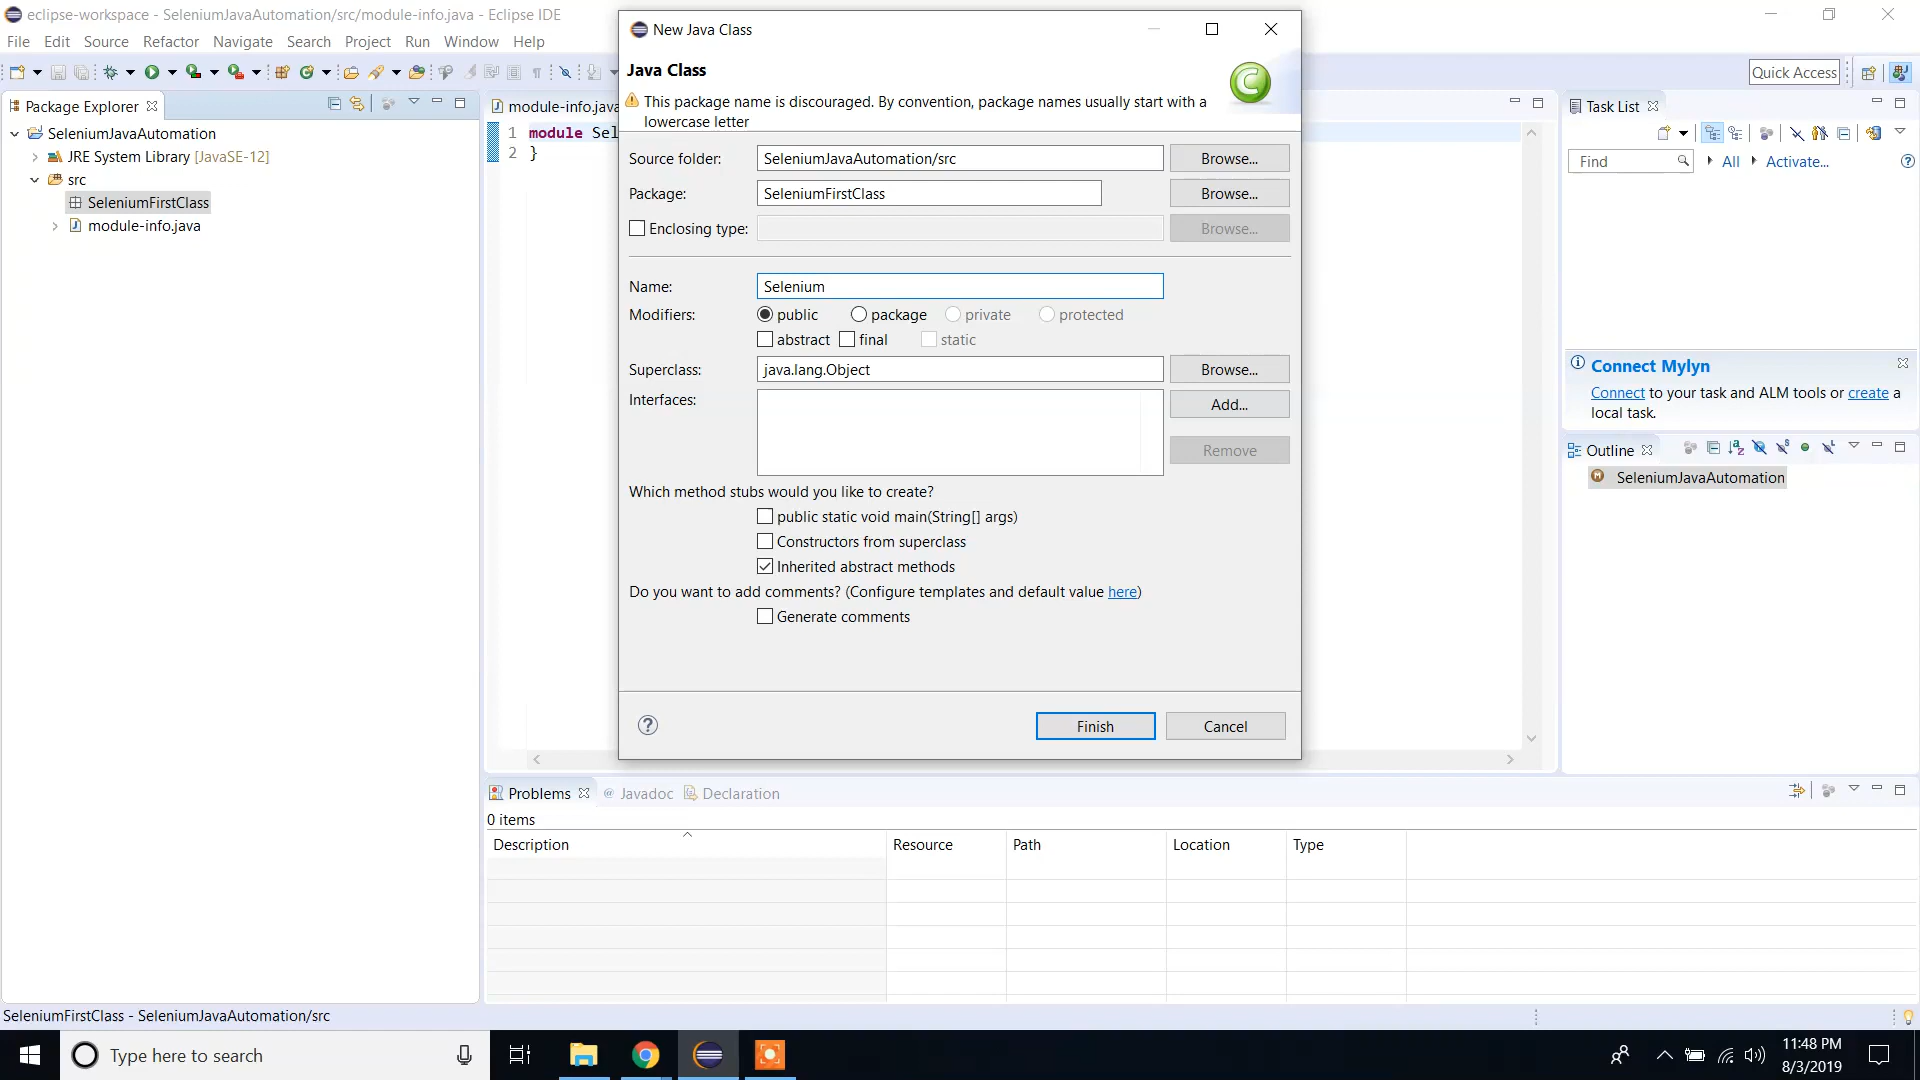 eclipse-workspace - SeleniumJavaAutomation/src/module-info.java - Eclipse IDE
File Edit Source Refactor Navigate Search Project Run Window Help
Quick Access
Package Explorer
SeleniumJavaAutomation
JRE System Library [JavaSE-12]
src
SeleniumFirstClass
module-info.java
module-info.java
1 module Sel
2 }
New Java Class
Java Class
This package name is discouraged. By convention, package names usually start with a
lowercase letter
Source folder: SeleniumJavaAutomation/src Browse...
Package: SeleniumFirstClass Browse...
Enclosing type: Browse...
Name: Selenium
Modifiers: public package private protected
abstract final static
Superclass: java.lang.Object Browse...
Interfaces: Add...
Remove
Which method stubs would you like to create?
public static void main(String[] args)
Constructors from superclass
Inherited abstract methods
Do you want to add comments? (Configure templates and default value here)
Generate comments
Finish Cancel
Task List
Find All Activate...
Connect Mylyn
Connect to your task and ALM tools or create a
local task.
Outline
SeleniumJavaAutomation
Problems @ Javadoc Declaration
0 items
Description Resource Path Location Type
SeleniumFirstClass - SeleniumJavaAutomation/src
Type here to search
11:48 PM
8/3/2019